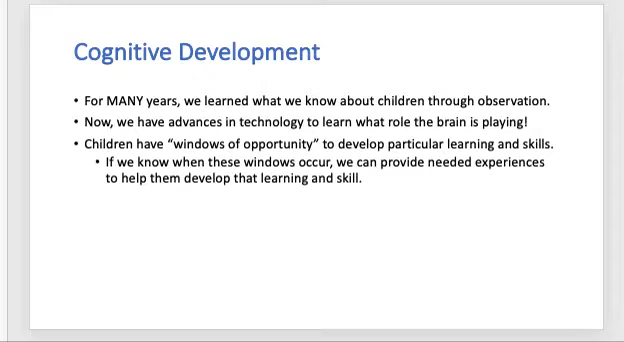 Cognitive Development
• For MANY years, we learned what we know about children through observation.
• Now, we have advances in technology to learn what role the brain is playing!
• Children have “windows of opportunity” to develop particular learning and skills.
• If we know when these windows occur, we can provide needed experiences
to help them develop that learning and skill.